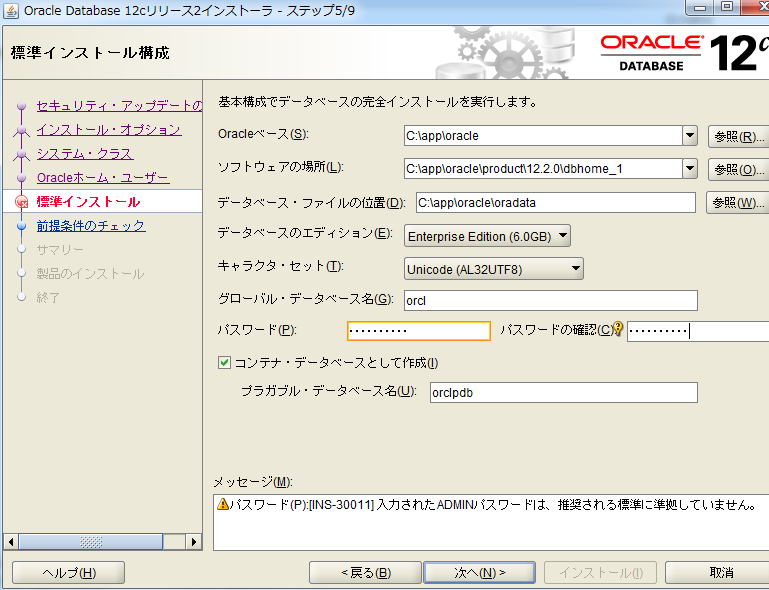 Oracle Database 12cリリース2インストーラ - ステップ5/9
標準インストール構成
ORACLE
DATABASE
12c
セキュリティ・アップデートの
インストール・オプション
システム・クラス
Oracleホーム・ユーザー
標準インストール
前提条件のチェック
サマリー
製品のインストール
終了
基本構成でデータベースの完全インストールを実行します。
Oracleベース(S):
C:\app\oracle
参照(R)...
ソフトウェアの場所(L):
C:\app\oracle\product\12.2.0\dbhome_1
参照(O)...
データベース・ファイルの位置(D):
C:\app\oracle\oradata
参照(W)...
データベースのエディション(E):
Enterprise Edition (6.0GB)
キャラクタ・セット(T):
Unicode (AL32UTF8)
グローバル・データベース名(G):
orcl
パスワード(P):
••••••••••
パスワードの確認(C)
••••••••••
コンテナ・データベースとして作成(I)
プラガブル・データベース名(U):
orclpdb
メッセージ(M):
パスワード(P):[INS-30011] 入力されたADMINパスワードは、推奨される標準に準拠していません。
ヘルプ(H)
< 戻る(B)
次へ(N) >
インストール(I)
取消